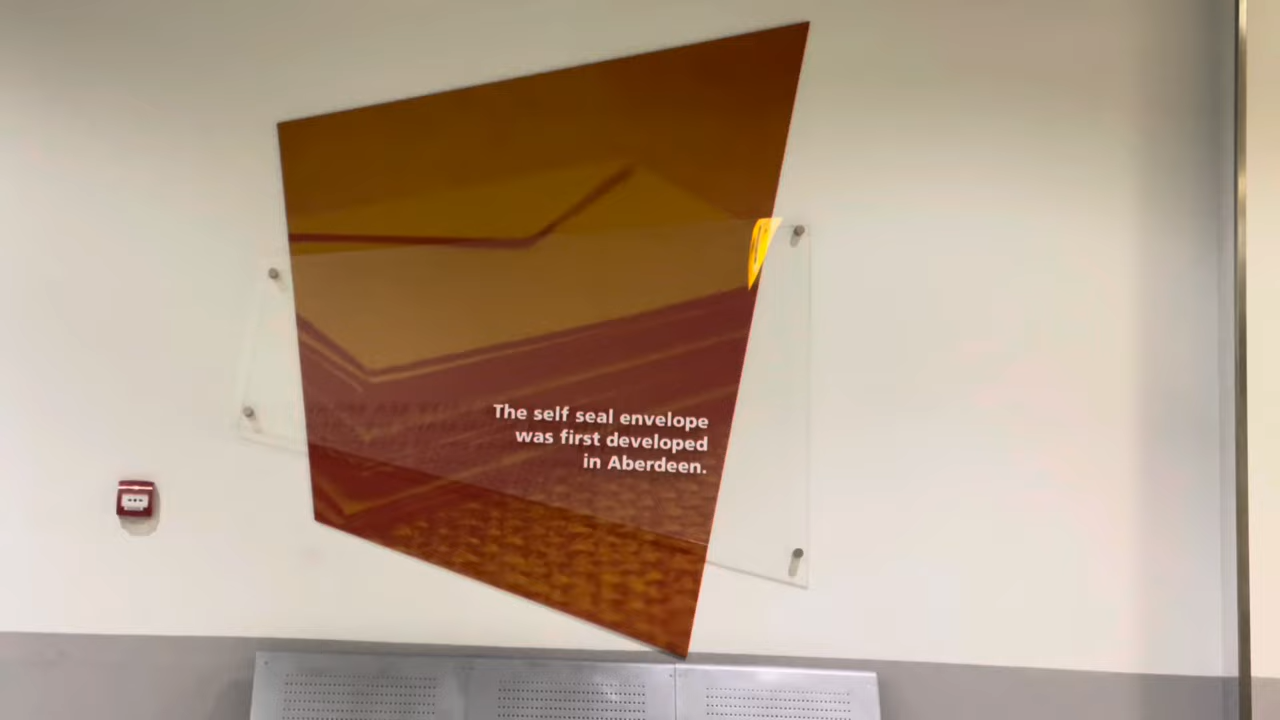 The self seal envelope
was first developed
in Aberdeen.